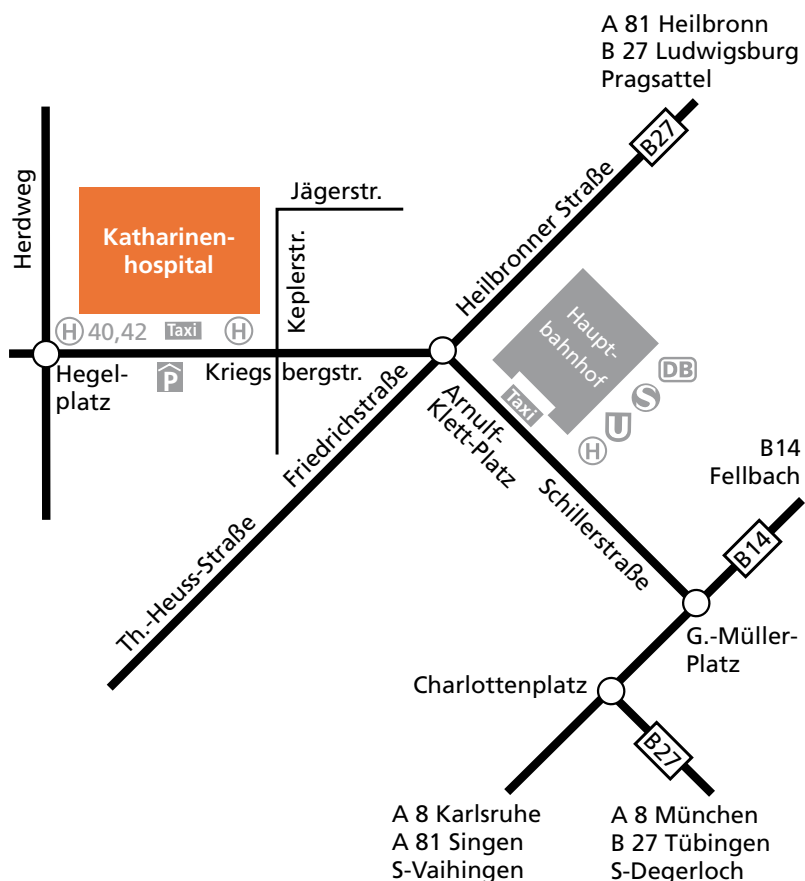 A 81 Heilbronn
B 27 Ludwigsburg
Pragsattel
B27
Herdweg
Jägerstr.
Katharinen-
hospital
Keplerstr.
Heilbronner Straße
H 40,42
Taxi
H
Haupt-
bahnhof
Hegel-
platz
P
Kriegsbergstr.
Friedrichstraße
Arnulf-
Klett-Platz
Taxi
DB
S
U
H
B14
Fellbach
Schillerstraße
B14
Th.-Heuss-Straße
G.-Müller-
Platz
Charlottenplatz
B27
A 8 Karlsruhe
A 81 Singen
S-Vaihingen
A 8 München
B 27 Tübingen
S-Degerloch